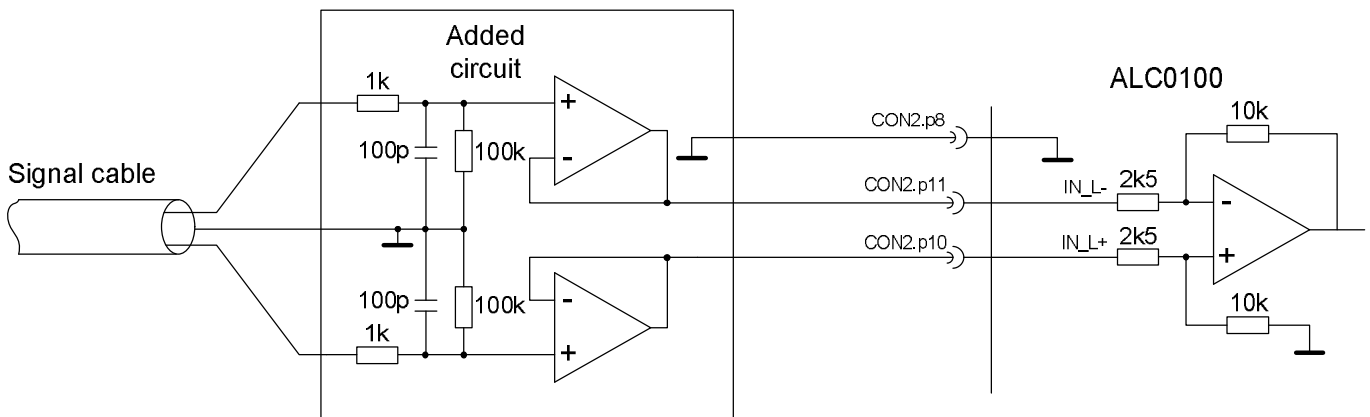 Added
circuit
ALC0100
1k
10k
+
CON2.p8
100p
100k
-
Signal cable
CON2.p11
IN_L-
2k5
-
CON2.p10
IN_L+
2k5
+
-
100p
100k
10k
1k
+